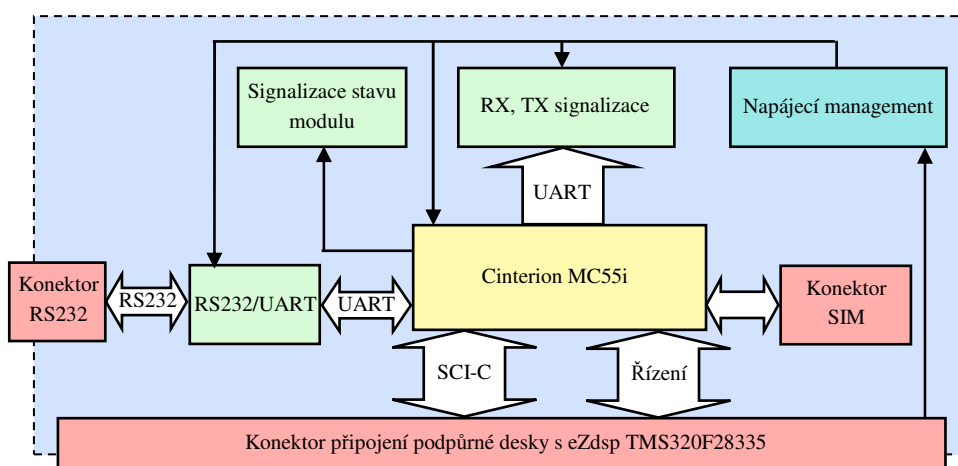 Signalizace stavu
modulu
RX, TX signalizace
Napájecí management
UART
Cinterion MC55i
Konektor
RS232
RS232
RS232/UART
UART
Konektor
SIM
SCI-C
Řízení
Konektor připojení podpůrné desky s eZdsp TMS320F28335